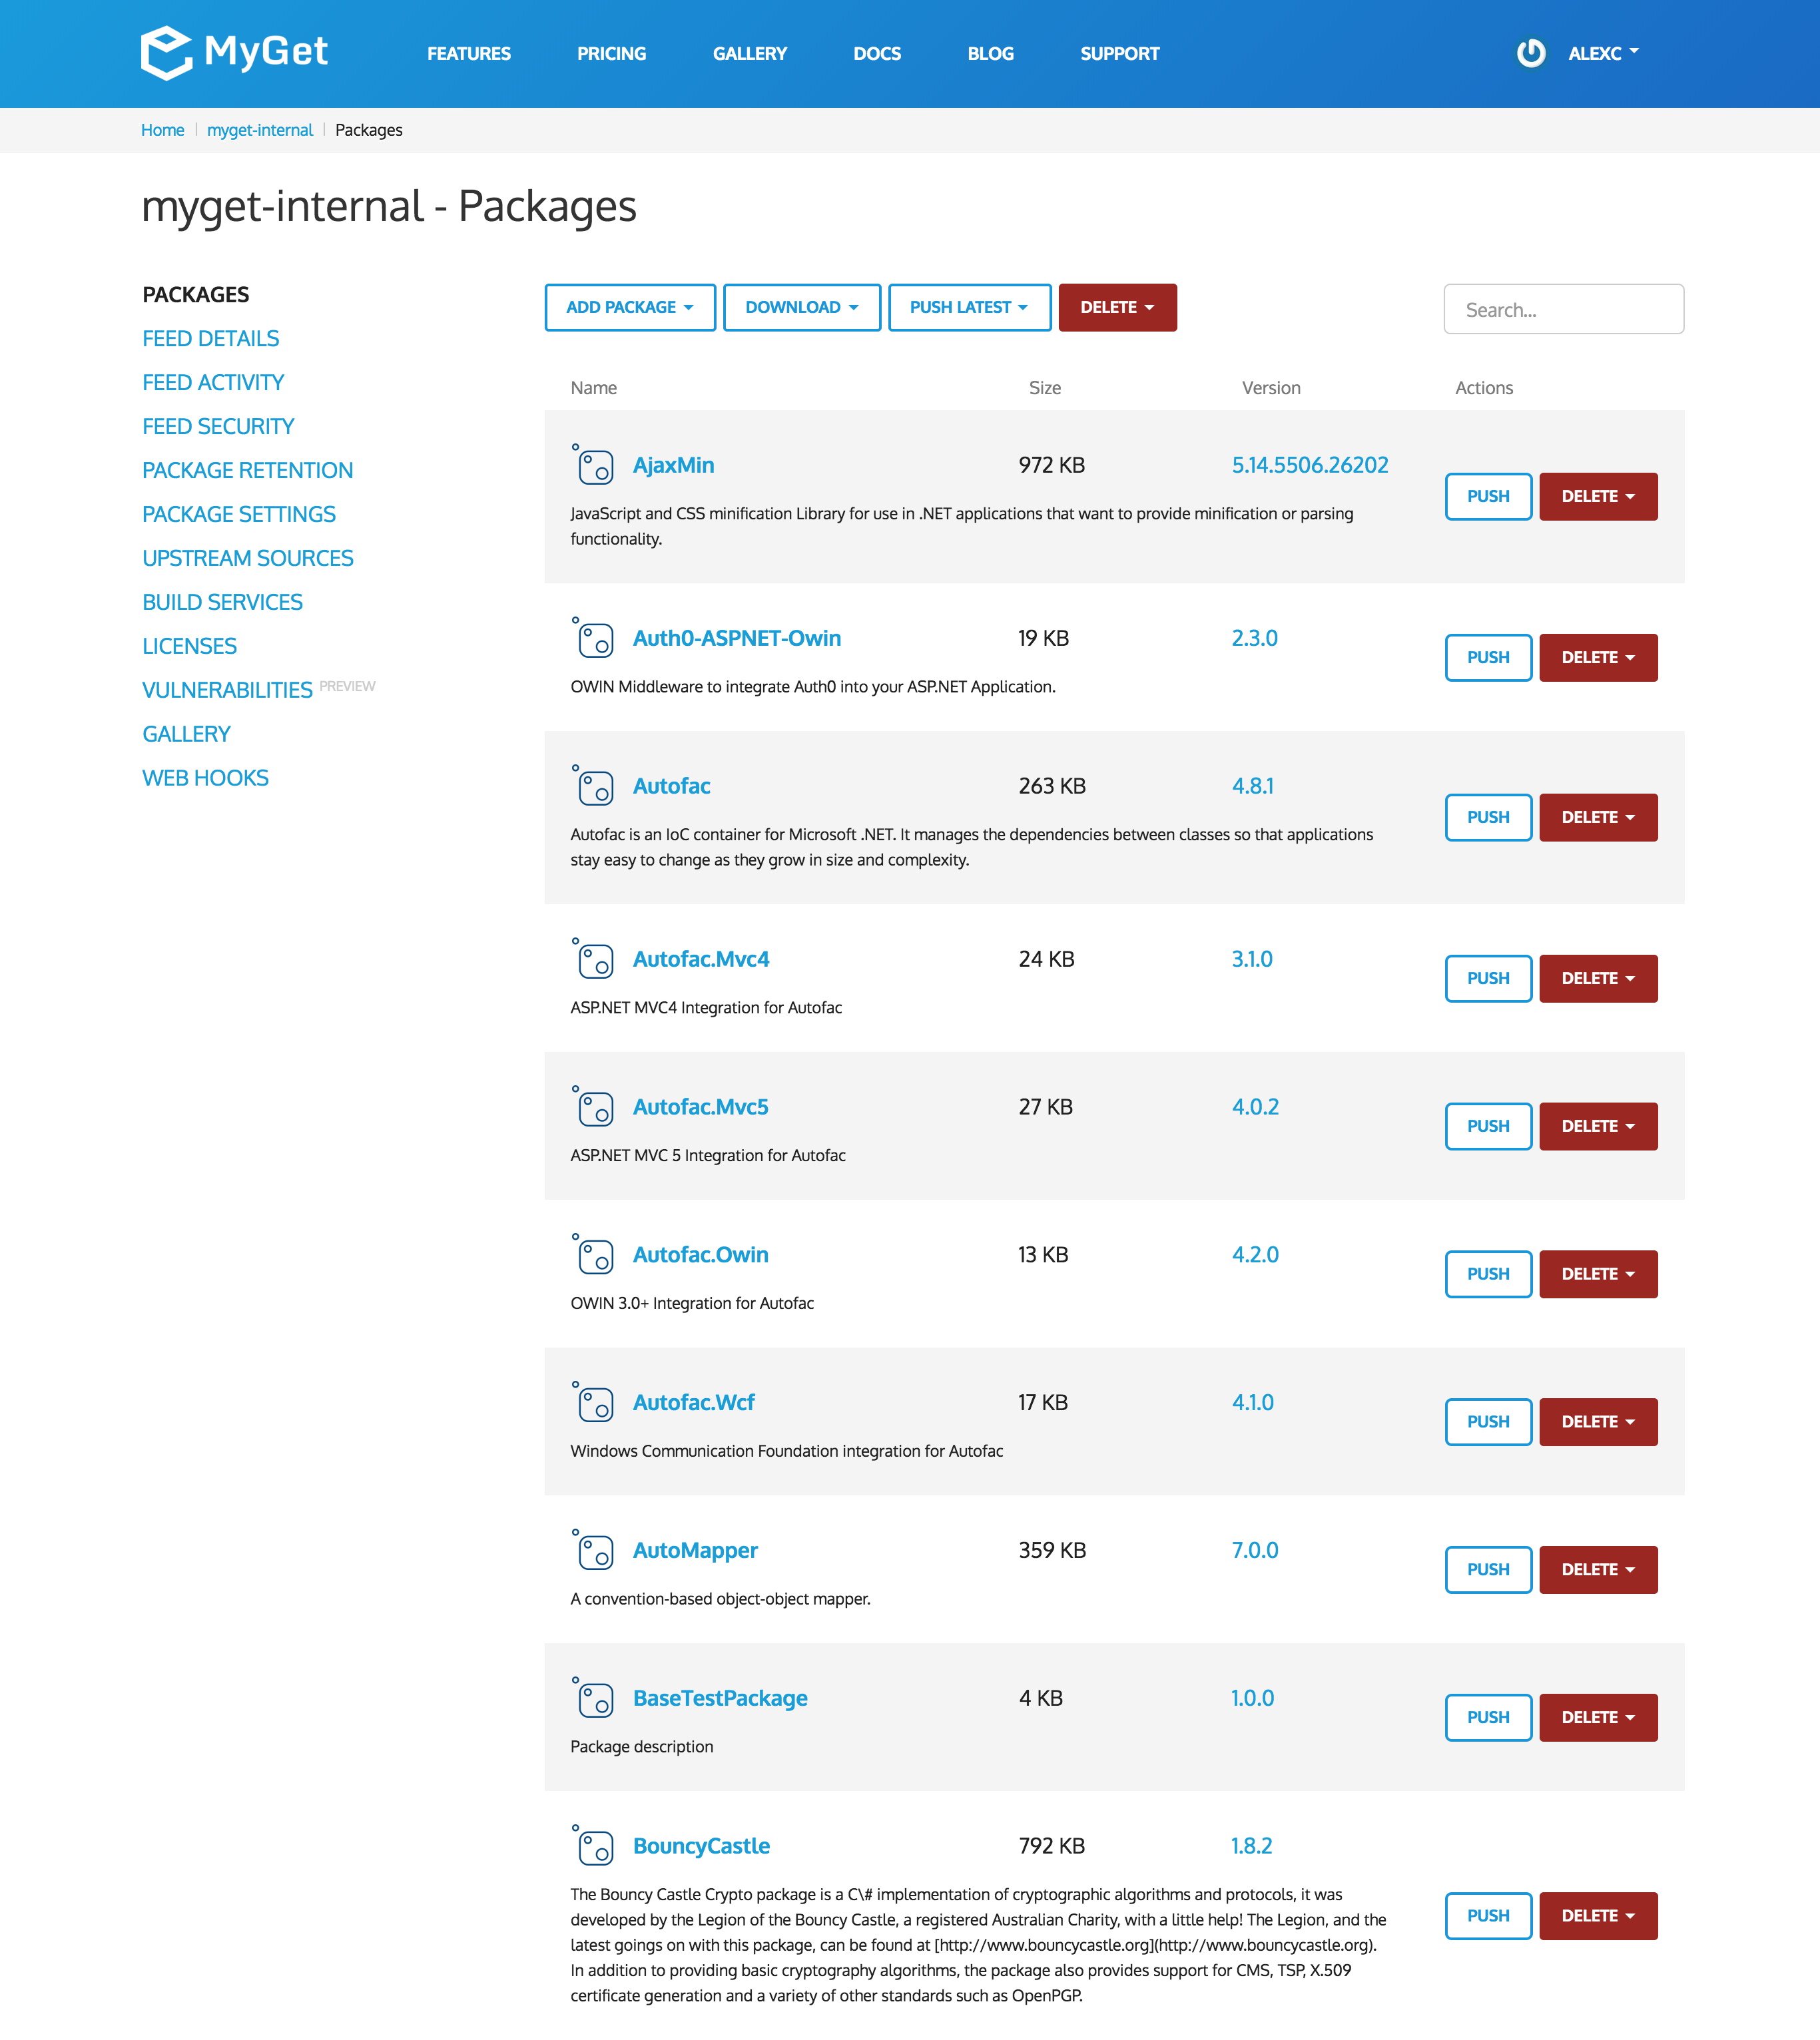 MyGet FEATURES PRICING GALLERY DOCS BLOG SUPPORT ALEXC
Home myget-internal Packages
myget-internal - Packages
PACKAGES
FEED DETAILS
FEED ACTIVITY
FEED SECURITY
PACKAGE RETENTION
PACKAGE SETTINGS
UPSTREAM SOURCES
BUILD SERVICES
LICENSES
VULNERABILITIES PREVIEW
GALLERY
WEB HOOKS
ADD PACKAGE DOWNLOAD PUSH LATEST DELETE Search...
Name Size Version Actions
AjaxMin 972 KB 5.14.5506.26202
PUSH DELETE
JavaScript and CSS minification Library for use in .NET applications that want to provide minification or parsing
functionality.
Auth0-ASPNET-Owin 19 KB 2.3.0
PUSH DELETE
OWIN Middleware to integrate Auth0 into your ASP.NET Application.
Autofac 263 KB 4.8.1
PUSH DELETE
Autofac is an IoC container for Microsoft .NET. It manages the dependencies between classes so that applications
stay easy to change as they grow in size and complexity.
Autofac.Mvc4 24 KB 3.1.0
PUSH DELETE
ASP.NET MVC4 Integration for Autofac
Autofac.Mvc5 27 KB 4.0.2
PUSH DELETE
ASP.NET MVC 5 Integration for Autofac
Autofac.Owin 13 KB 4.2.0
PUSH DELETE
OWIN 3.0+ Integration for Autofac
Autofac.Wcf 17 KB 4.1.0
PUSH DELETE
Windows Communication Foundation integration for Autofac
AutoMapper 359 KB 7.0.0
PUSH DELETE
A convention-based object-object mapper.
BaseTestPackage 4 KB 1.0.0
PUSH DELETE
Package description
BouncyCastle 792 KB 1.8.2
The Bouncy Castle Crypto package is a C\# implementation of cryptographic algorithms and protocols, it was
developed by the Legion of the Bouncy Castle, a registered Australian Charity, with a little help! The Legion, and the
PUSH DELETE
latest goings on with this package, can be found at [http://www.bouncycastle.org](http://www.bouncycastle.org).
In addition to providing basic cryptography algorithms, the package also provides support for CMS, TSP, X.509
certificate generation and a variety of other standards such as OpenPGP.